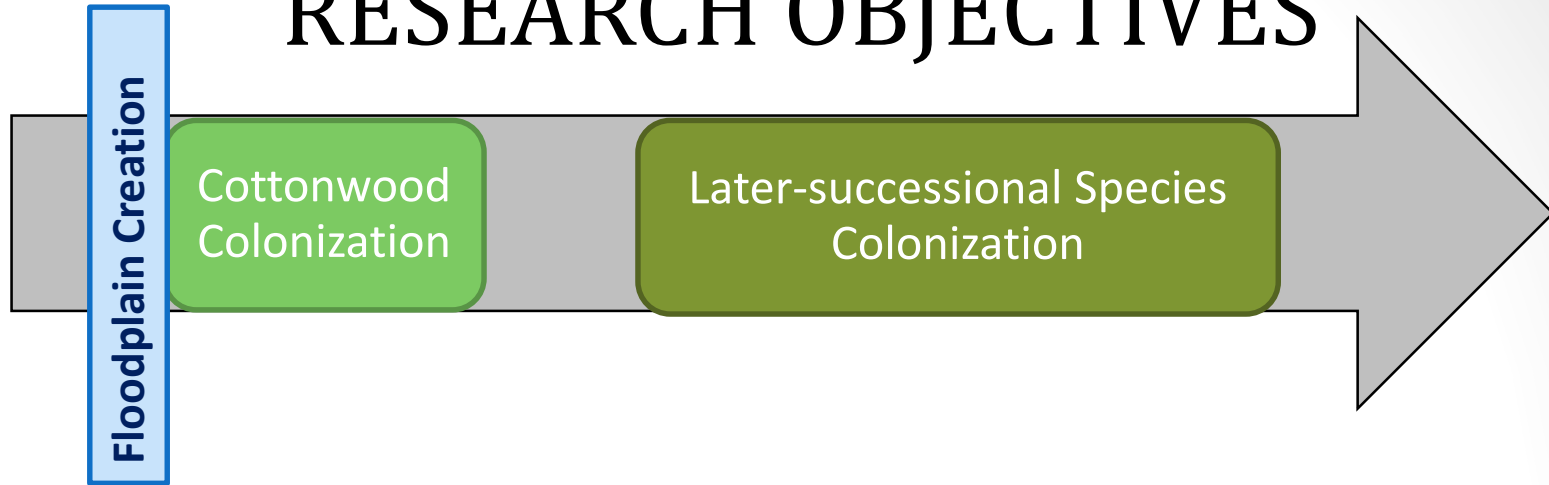 RESEARCH OBJECTIVES
Floodplain Creation
Cottonwood
Colonization
Later-successional Species
Colonization